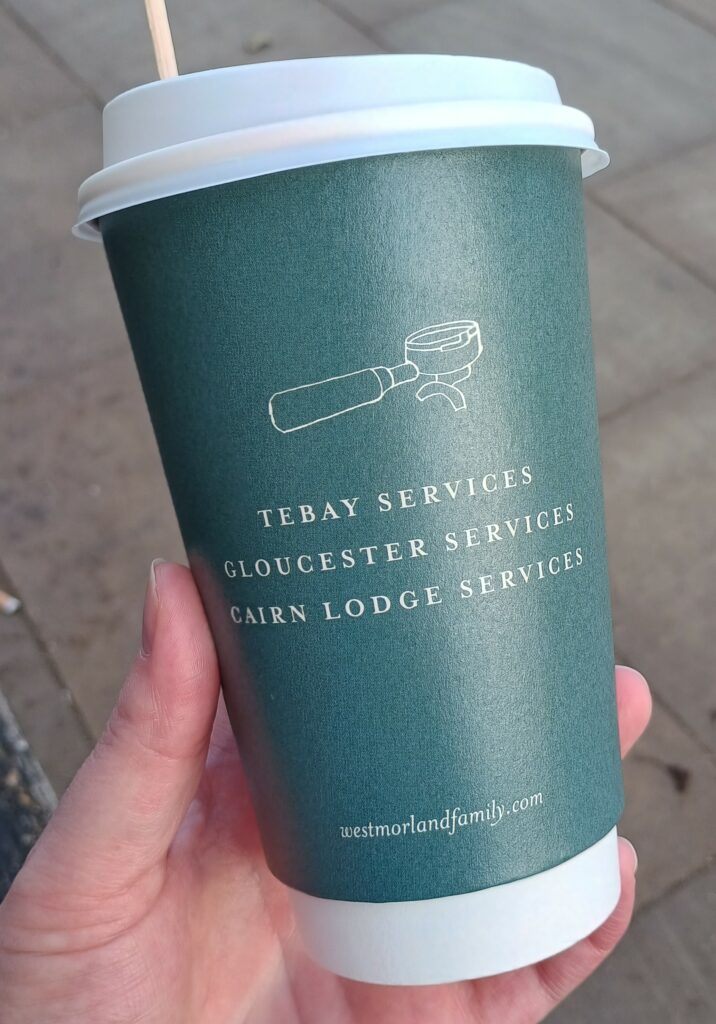 TEBAY SERVICES
GLOUCESTER SERVICES
CAIRN LODGE SERVICES
westmorlandfamily.com